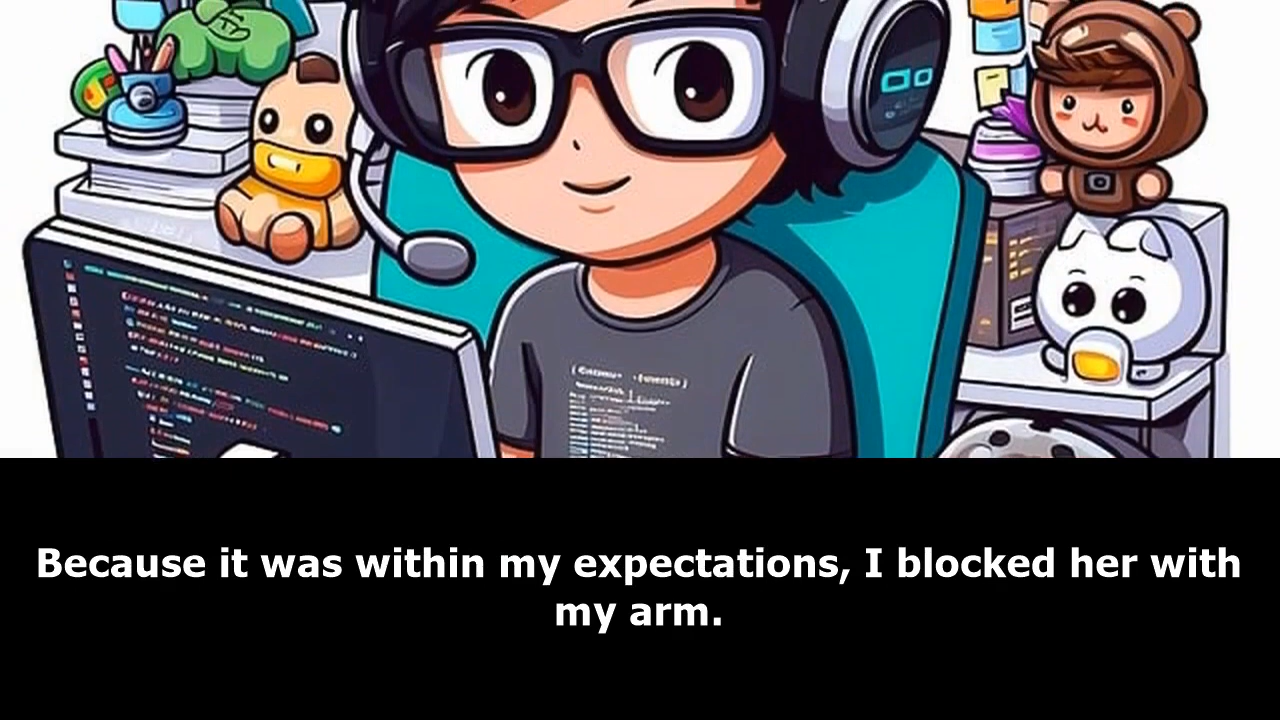 Because it was within my expectations, I blocked her with
my arm.